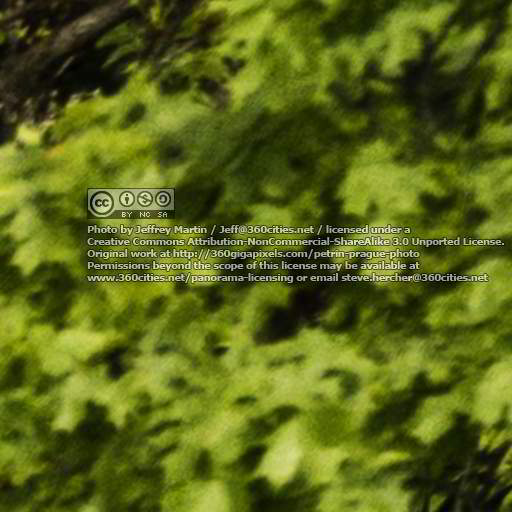 cc
BY NC SA
Photo by Jeffrey Martin / Jeff@360cities.net / licensed under a
Creative Commons Attribution-NonCommercial-ShareAlike 3.0 Unported License.
Original work at http://360gigapixels.com/petrin-prague-photo
Permissions beyond the scope of this license may be available at
www.360cities.net/panorama-licensing or email steve.hercher@360cities.net